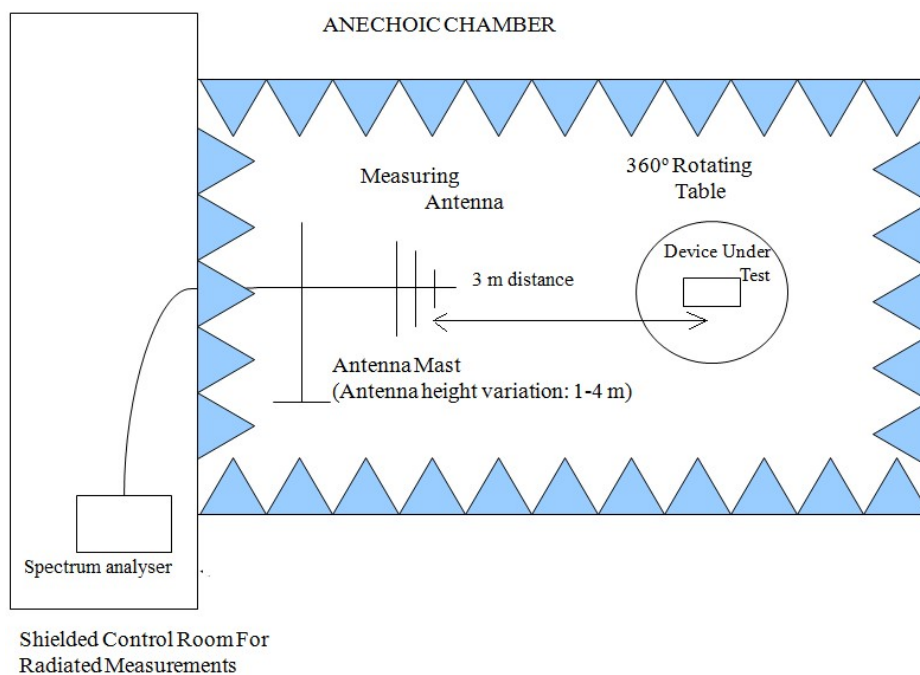 ANECHOIC CHAMBER
Measuring
Antenna
360° Rotating
Table
Device Under
Test
3 m distance
Antenna Mast
(Antenna height variation: 1-4 m)
Spectrum analyser
Shielded Control Room For
Radiated Measurements